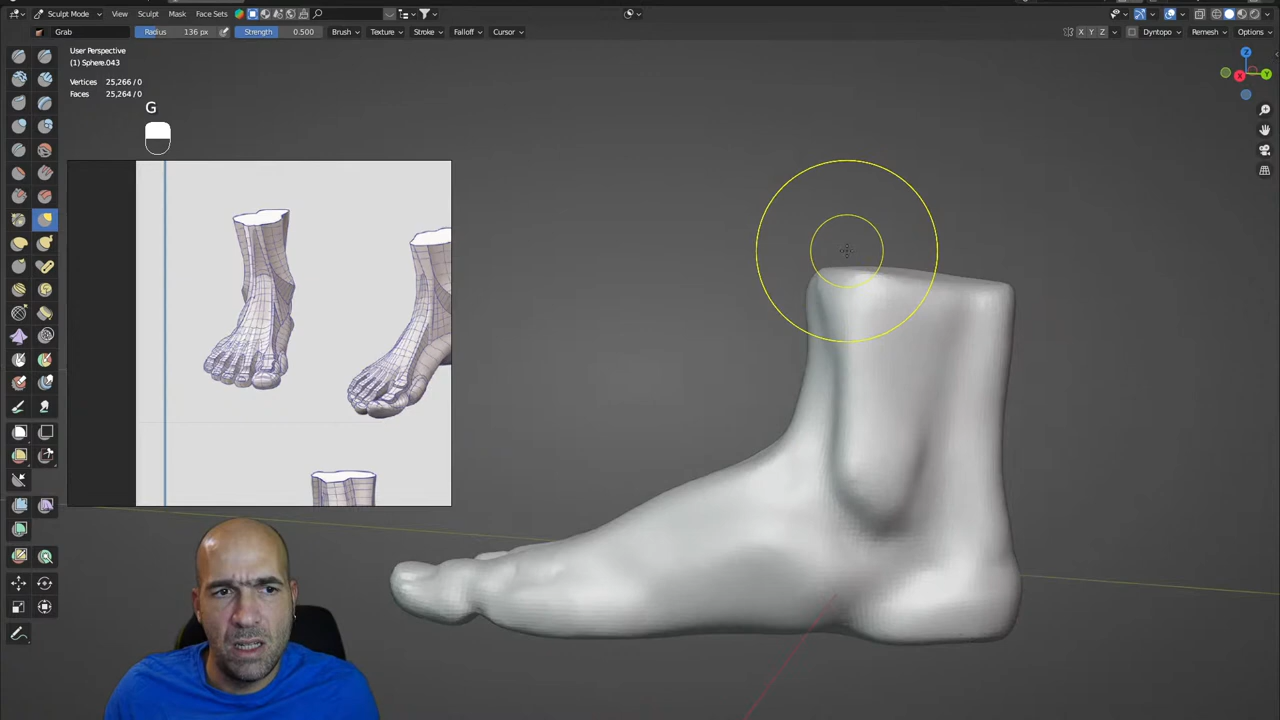 Sculpt Mode View Sculpt Mask Face Sets
Grab Radius 136 px Strength 0.500 Brush Texture Stroke Falloff Cursor X Y Z Dyntopo Remesh Options
User Perspective
(1) Sphere.043
Vertices 25,266 / 0
Faces 25,264 / 0
G
Z
X
Y